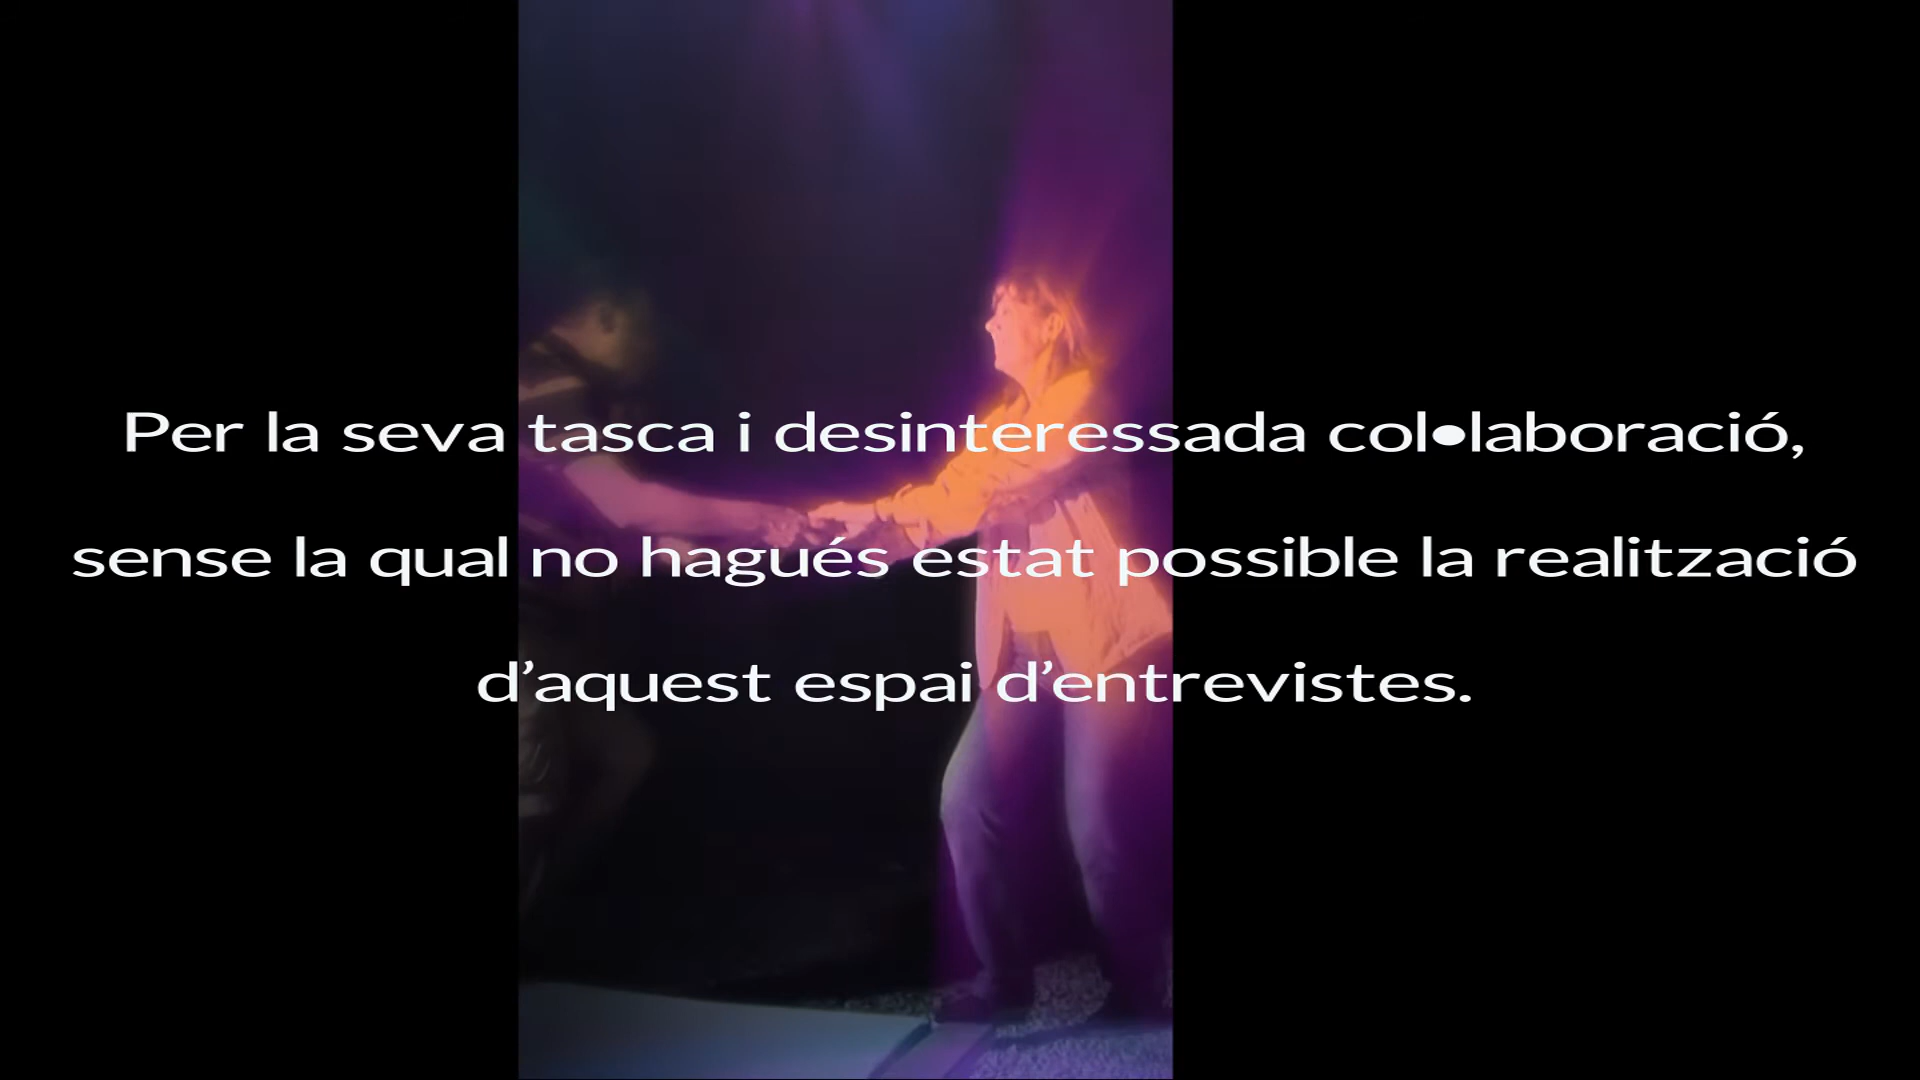 Per la seva tasca i desinteressada col•laboració,
sense la qual no hagués estat possible la realització
d’aquest espai d’entrevistes.